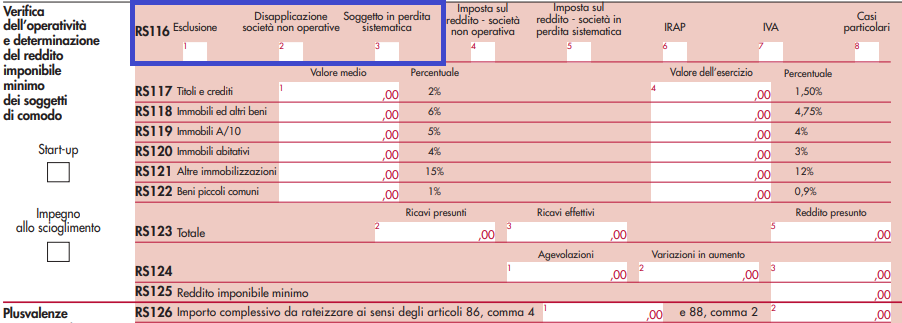 Verifica
dell'operatività
e determinazione
del reddito
imponibile
minimo
dei soggetti
di comodo
Start-up
Impegno
allo scioglimento
RS116 Esclusione 1 Disapplicazione società non operative 2 Soggetto in perdita sistematica 3 Imposta sul reddito - società non operativa 4 Imposta sul reddito - società in perdita sistematica 5 IRAP 6 IVA 7 Casi particolari 8
Valore medio Percentuale Valore dell'esercizio Percentuale
RS117 Titoli e crediti 1 ,00 2% 4 ,00 1,50%
RS118 Immobili ed altri beni ,00 6% ,00 4,75%
RS119 Immobili A/10 ,00 5% ,00 4%
RS120 Immobili abitativi ,00 4% ,00 3%
RS121 Altre immobilizzazioni ,00 15% ,00 12%
RS122 Beni piccoli comuni ,00 1% ,00 0,9%
Ricavi presunti Ricavi effettivi Reddito presunto
RS123 Totale 2 ,00 3 ,00 5 ,00
Agevolazioni Variazioni in aumento
RS124 1 ,00 2 ,00 3 ,00
RS125 Reddito imponibile minimo ,00
Plusvalenze RS126 Importo complessivo da rateizzare ai sensi degli articoli 86, comma 4 1 ,00 e 88, comma 2 2 ,00